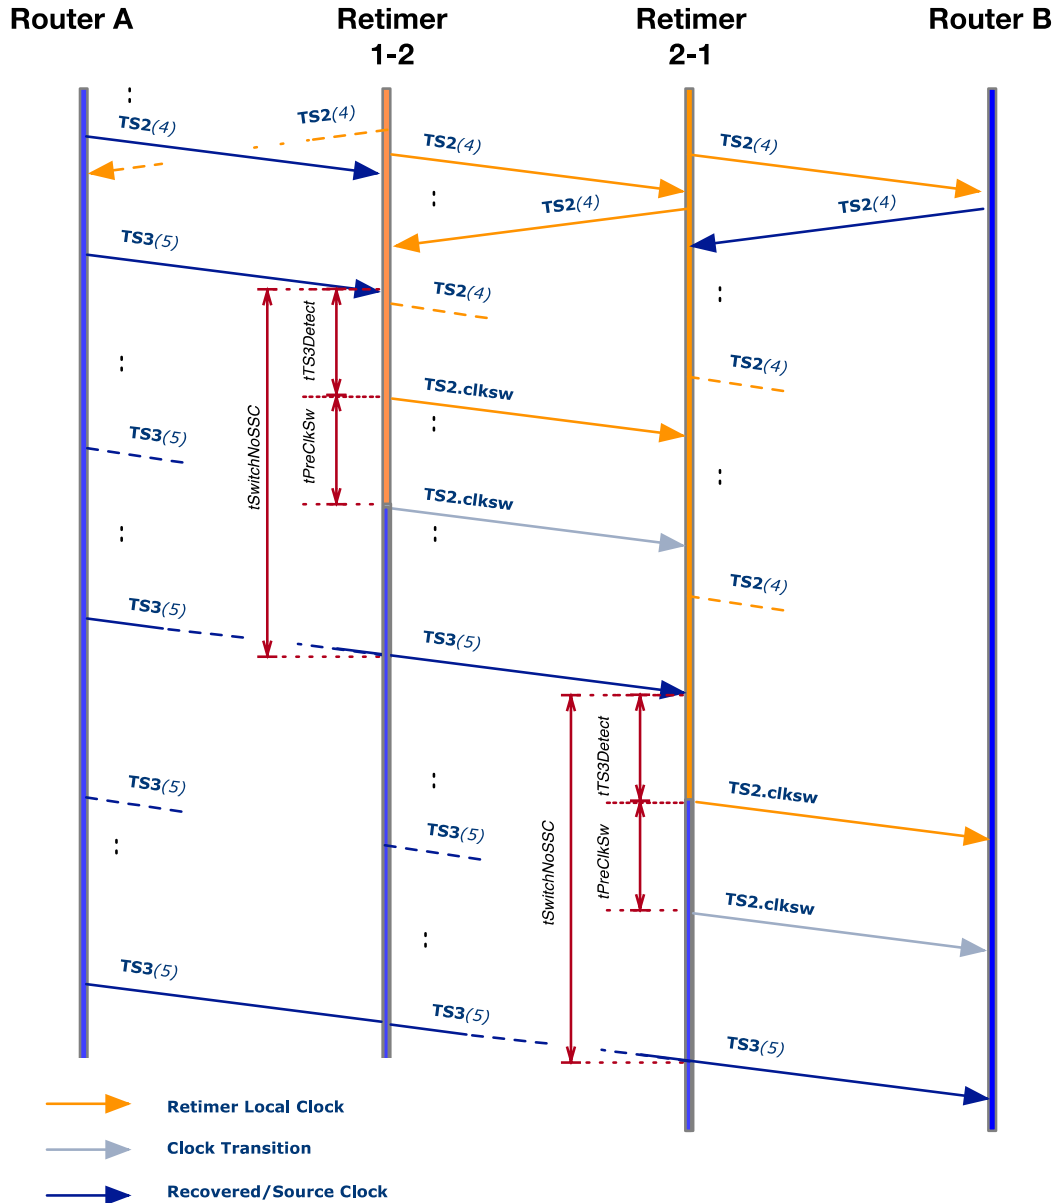 Router A
Retimer
1-2
Retimer
2-1
Router B
TS2(4)
TS2(4)
TS2(4)
TS2(4)
TS2(4)
TS2(4)
TS3(5)
TS2(4)
tTS3Detect
TS2(4)
TS2.clksw
TS3(5)
tPreClkSw
tSwitchNoSSC
TS2.clksw
TS2(4)
TS3(5)
TS3(5)
tTS3Detect
TS3(5)
TS2.clksw
TS3(5)
tPreClkSw
tSwitchNoSSC
TS2.clksw
TS3(5)
TS3(5)
TS3(5)
Retimer Local Clock
Clock Transition
Recovered/Source Clock